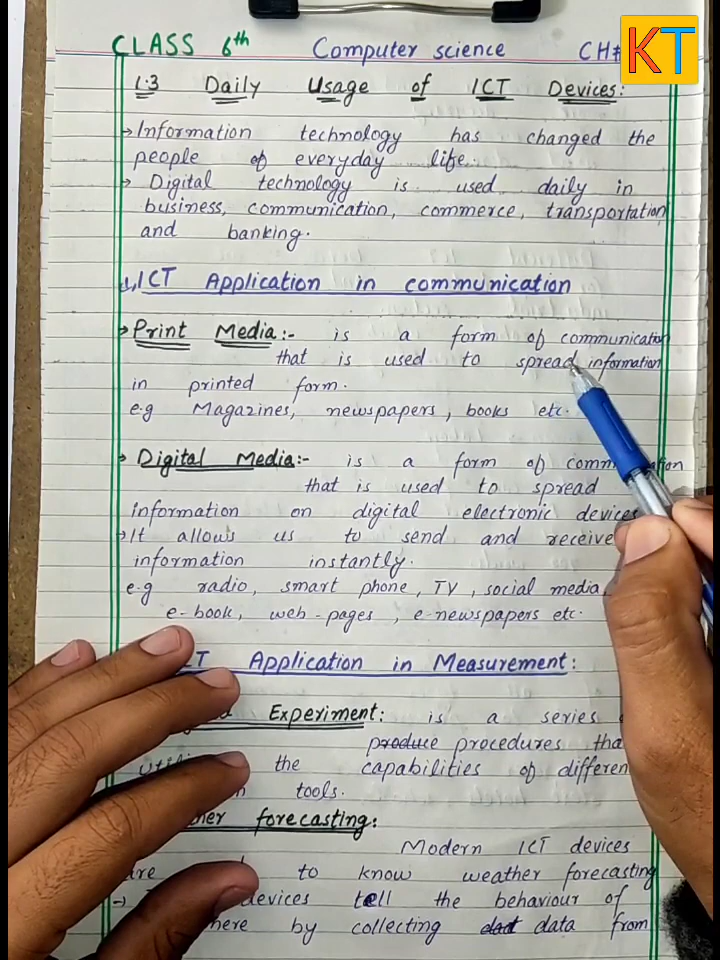 CLASS 6th Computer science CH#
KT
1.3 Daily Usage of ICT Devices:
→Information technology has changed the
people of everyday life.
→ Digital technology is used daily in
business, communication, commerce, transportation
and banking.
ICT Application in communication
→Print Media:- is a form of communication
that is used to spread information
in printed form.
e.g Magazines, newspapers, books etc.
→ Digital Media:- is a form of
that is used to spread
information on digital electronic devices
→It allows us to send and receive
information instantly.
e.g radio, smart phone, TV, social media
e-book, web-pages, e-newspapers etc.
Application in Measurement:
Experiment: is a series
produce procedures
the capabilities of
tools.
forecasting:
Modern ICT devices
to know weather forecasting
→ devices tell the behaviour of
by collecting data from